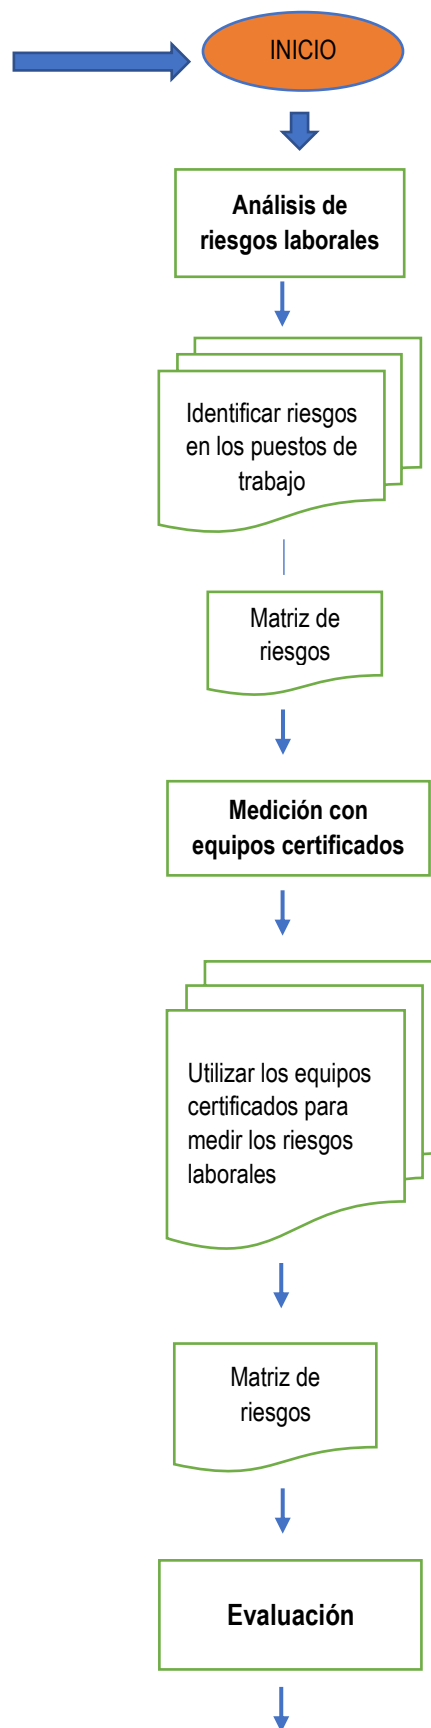 INICIO
Análisis de
riesgos laborales
Identificar riesgos
en los puestos de
trabajo
Matriz de
riesgos
Medición con
equipos certificados
Utilizar los equipos
certificados para
medir los riesgos
laborales
Matriz de
riesgos
Evaluación